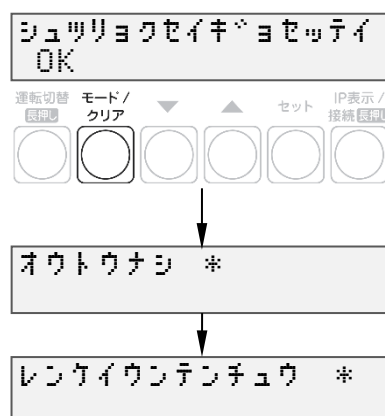 シュツリョクセイギョセッテイ
OK
運転切替 長押し
モード/クリア
▼
▲
セット
IP表示/接続 長押し
オウトウナシ *
レンケイウンテンチュウ *